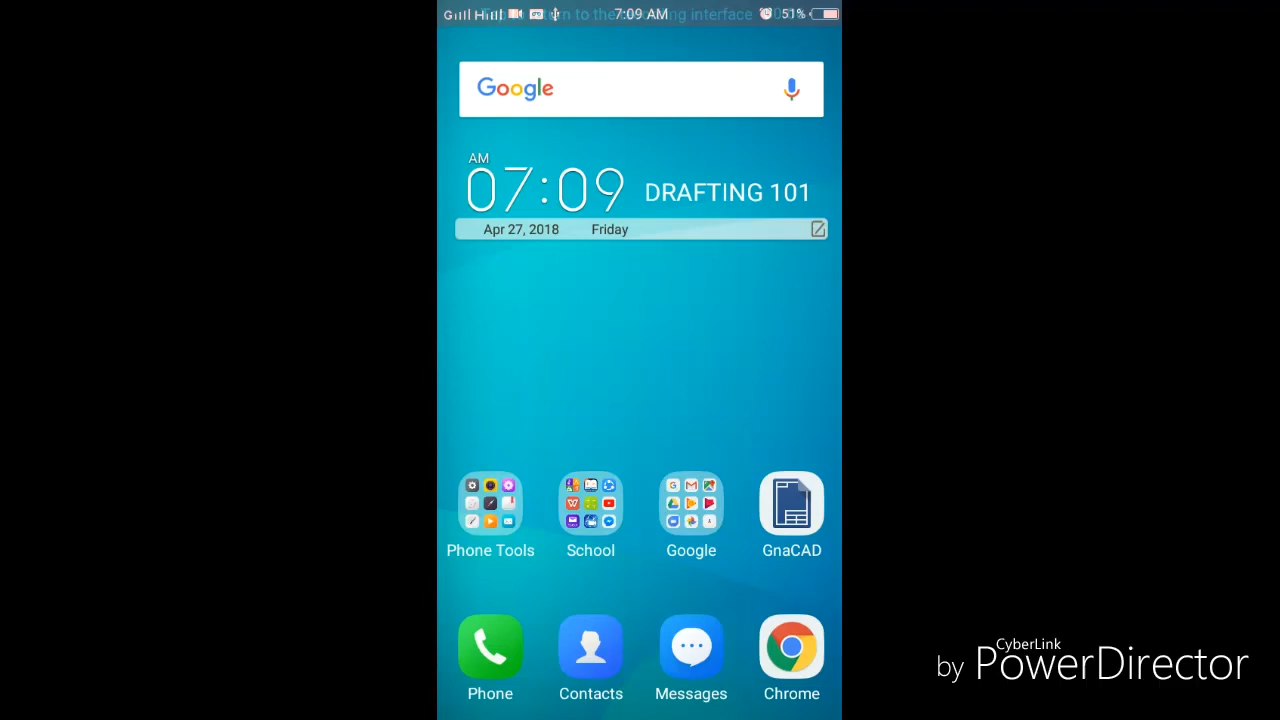 7:09 AM 51%
Google
AM
07:09 DRAFTING 101
Apr 27, 2018 Friday
Phone Tools School Google GnaCAD
Phone Contacts Messages Chrome
CyberLink
by PowerDirector